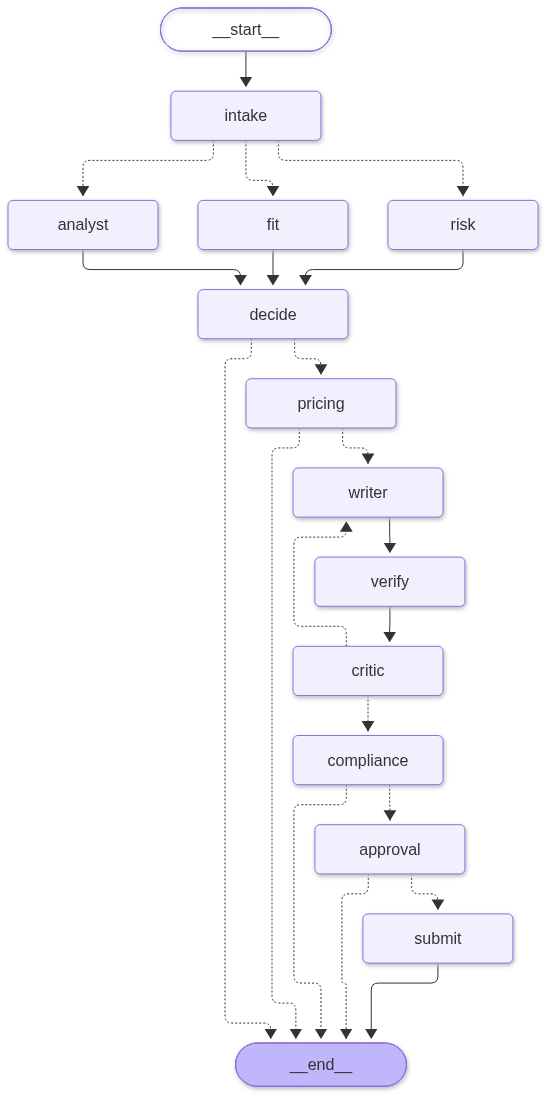 __start__
intake
analyst
fit
risk
decide
pricing
writer
verify
critic
compliance
approval
submit
__end__